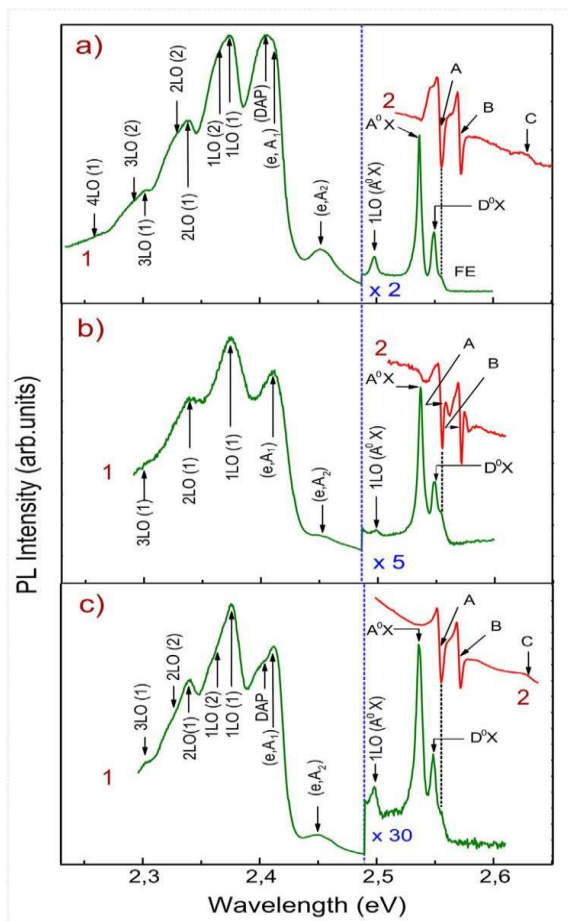 PL Intensity (arb.units)
a)
4LO (1)
3LO (2)
3LO (1)
2LO (2)
2LO (1)
1LO (2)
1LO (1)
(DAP)
(e, A₁)
(e,A₂)
1LO (A⁰ X)
A⁰X
D⁰X
FE
A
B
C
1
2
x 2
b)
3LO (1)
2LO (1)
1LO (1)
(e,A₁)
(e,A₂)
1LO (A⁰ X)
A⁰X
D⁰X
A
B
1
2
x 5
c)
3LO (1)
2LO (2)
2LO(1)
1LO (2)
1LO (1)
DAP
(e,A₁)
(e,A₂)
1LO (A⁰ X)
A⁰X
D⁰X
A
B
C
1
2
x 30
2,3 2,4 2,5 2,6
Wavelength (eV)